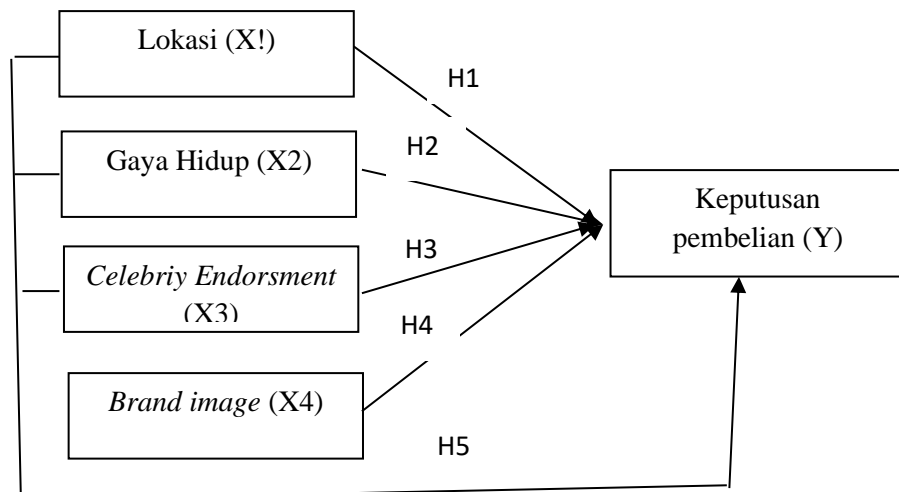 Lokasi (X!)
H1
Gaya Hidup (X2)
H2
Keputusan
pembelian (Y)
Celebriy Endorsment
(X3)
H3
H4
Brand image (X4)
H5